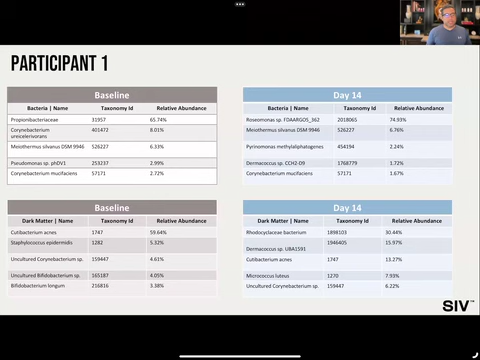 PARTICIPANT 1
Baseline
Bacteria | Name Taxonomy Id Relative Abundance
Propionibacteriaceae 31957 65.74%
Corynebacterium
ureicelerivorans 401472 8.01%
Meiothermus silvanus DSM 9946 526227 6.33%
Pseudomonas sp. phDV1 253237 2.99%
Corynebacterium mucifaciens 57171 2.72%
Day 14
Bacteria | Name Taxonomy Id Relative Abundance
Roseomonas sp. FDAARGOS_362 2018065 74.93%
Meiothermus silvanus DSM 9946 526227 6.76%
Pyrinomonas methylaliphatogenes 454194 2.24%
Dermacoccus sp. CCH2-D9 1768779 1.72%
Corynebacterium mucifaciens 57171 1.67%
Baseline
Dark Matter | Name Taxonomy Id Relative Abundance
Cutibacterium acnes 1747 59.64%
Staphylococcus epidermidis 1282 5.32%
Uncultured Corynebacterium sp. 159447 4.61%
Uncultured Bifidobacterium sp. 165187 4.05%
Bifidobacterium longum 216816 3.38%
Day 14
Dark Matter | Name Taxonomy Id Relative Abundance
Rhodocyclaceae bacterium 1898103 30.44%
Dermacoccus sp. UBA1591 1946405 15.97%
Cutibacterium acnes 1747 13.27%
Micrococcus luteus 1270 7.93%
Uncultured Corynebacterium sp. 159447 6.22%
SIV